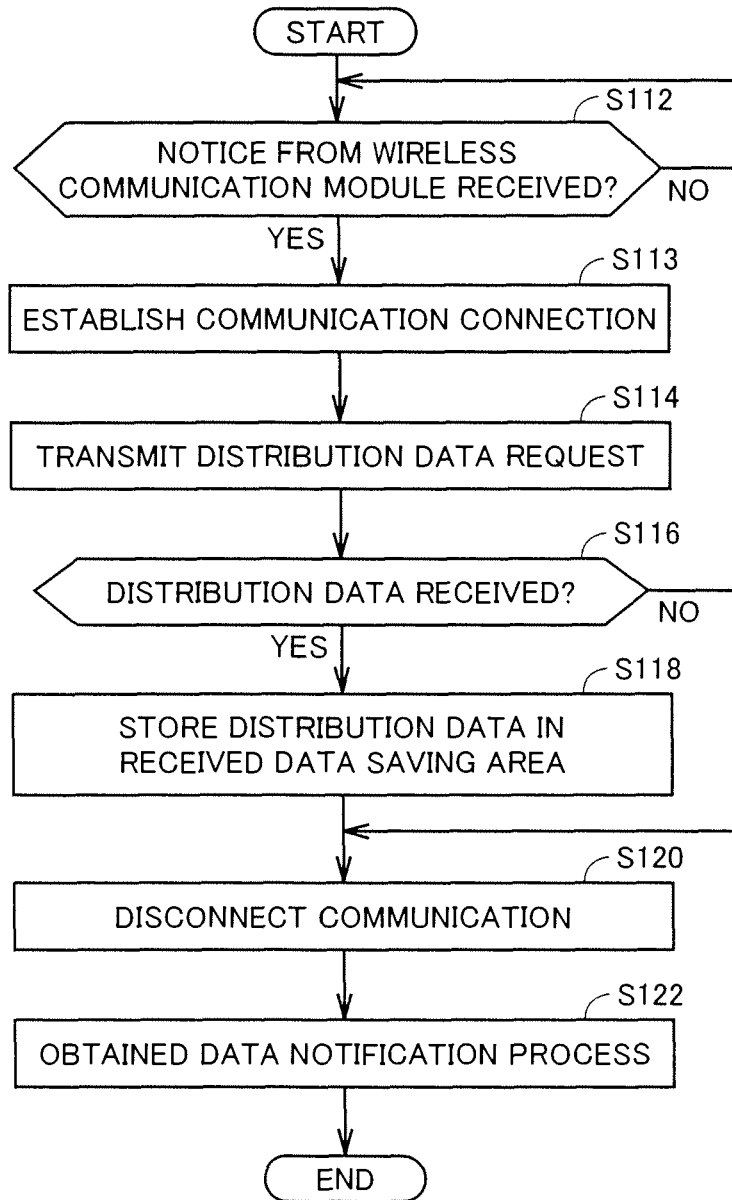 START
S112
NOTICE FROM WIRELESS
COMMUNICATION MODULE RECEIVED?
NO
YES
S113
ESTABLISH COMMUNICATION CONNECTION
S114
TRANSMIT DISTRIBUTION DATA REQUEST
S116
DISTRIBUTION DATA RECEIVED?
NO
YES
S118
STORE DISTRIBUTION DATA IN
RECEIVED DATA SAVING AREA
S120
DISCONNECT COMMUNICATION
S122
OBTAINED DATA NOTIFICATION PROCESS
END